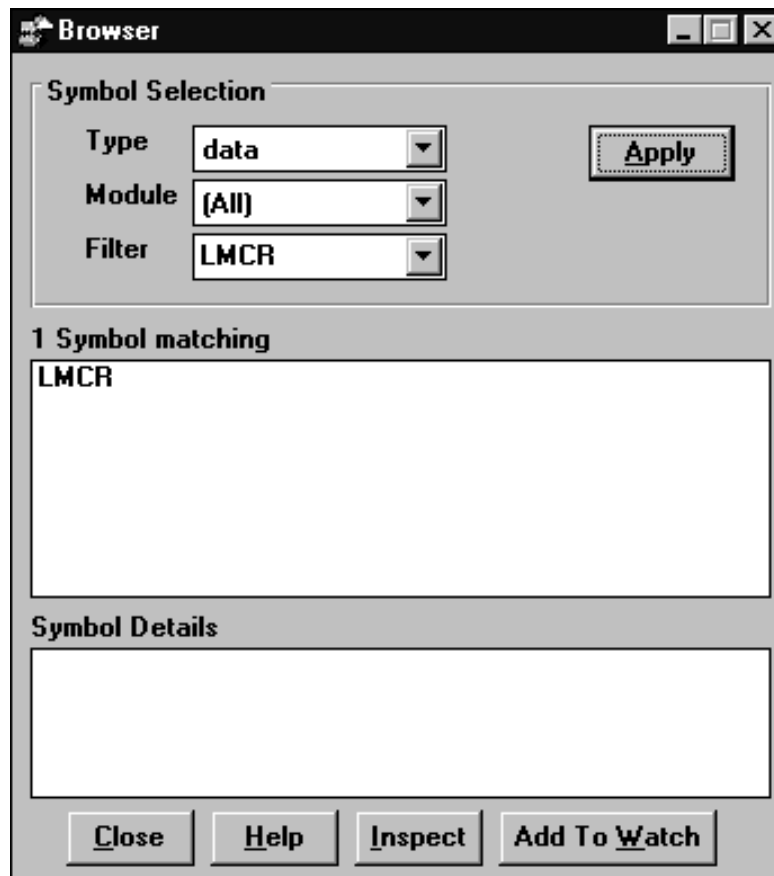 Browser
Symbol Selection
Type data Apply
Module (All)
Filter LMCR
1 Symbol matching
LMCR
Symbol Details
Close Help Inspect Add To Watch